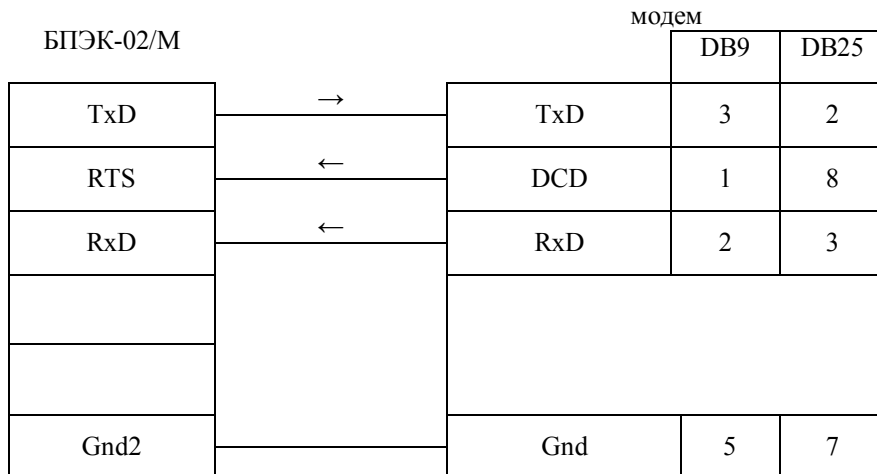 модем
БПЭК-02/М DB9 DB25
→
TxD TxD 3 2
←
RTS DCD 1 8
←
RxD RxD 2 3
Gnd2 Gnd 5 7